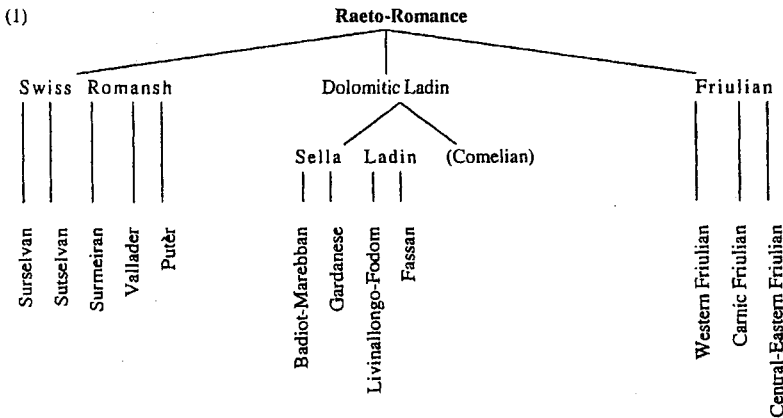 (1) Raeto-Romance
Swiss Romansh Dolomitic Ladin Friulian
Sella Ladin (Comelian)
Surselvan
Sutselvan
Surmeiran
Vallader
Putèr
Badiot-Marebban
Gardanese
Livinallongo-Fodom
Fassan
Western Friulian
Carnic Friulian
Central-Eastern Friulian